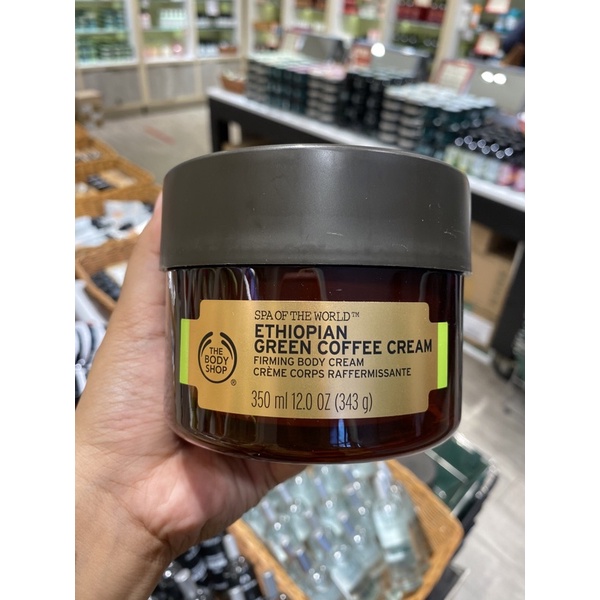 SPA OF THE WORLD™
ETHIOPIAN
GREEN COFFEE CREAM
FIRMING BODY CREAM
CRÈME CORPS RAFFERMISSANTE
350 ml 12.0 OZ (343 g)
THE
BODY
SHOP®